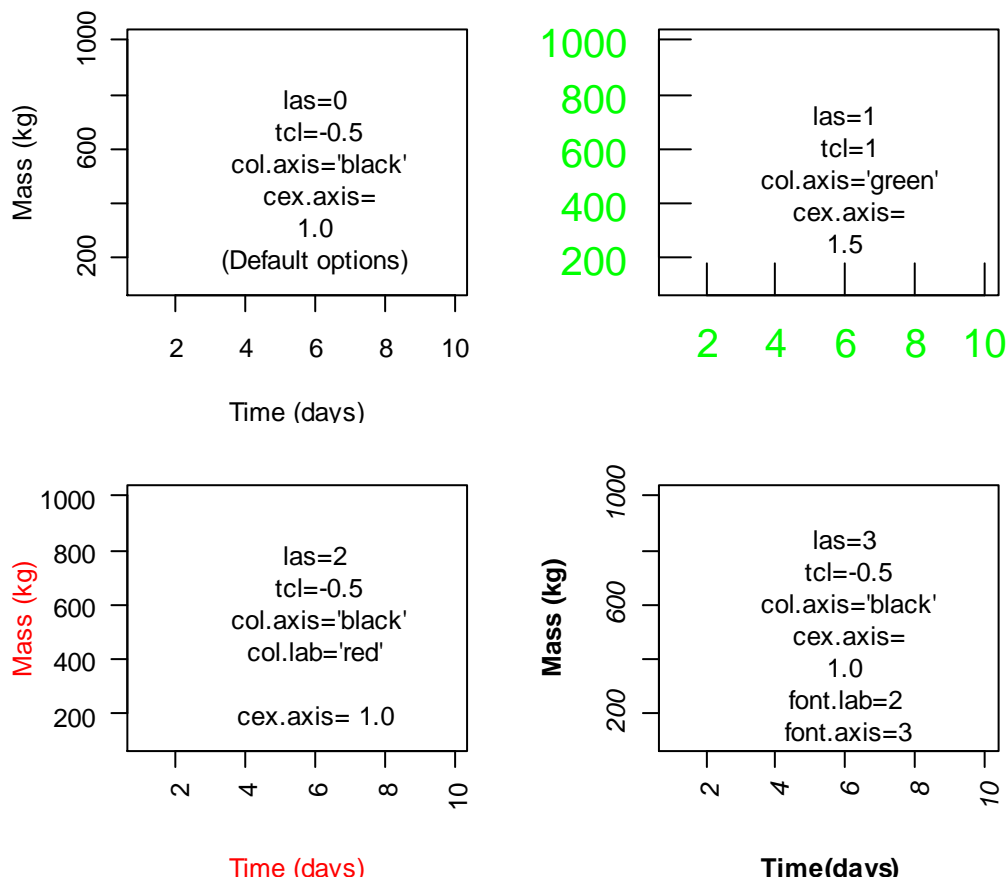 Mass (kg)
1000
600
200
las=0
tcl=-0.5
col.axis='black'
cex.axis=
1.0
(Default options)
2 4 6 8 10
Time (days)
1000
800
600
400
200
las=1
tcl=1
col.axis='green'
cex.axis=
1.5
2 4 6 8 10
Mass (kg)
1000
800
600
400
200
las=2
tcl=-0.5
col.axis='black'
col.lab='red'
cex.axis= 1.0
2 4 6 8 10
Time (days)
Mass (kg)
1000
600
200
las=3
tcl=-0.5
col.axis='black'
cex.axis=
1.0
font.lab=2
font.axis=3
2 4 6 8 10
Time(days)